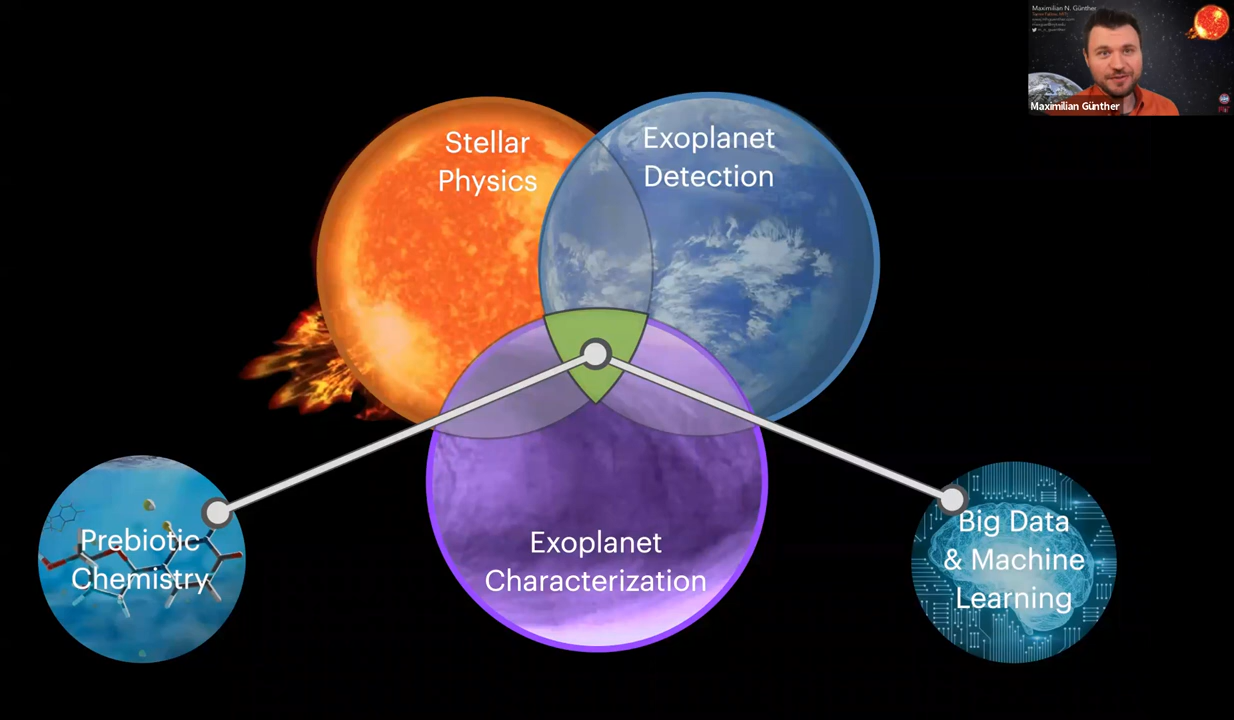 Maximilian N. Günther
Maximilian Günther
Stellar
Physics
Exoplanet
Detection
Exoplanet
Characterization
Prebiotic
Chemistry
Big Data
& Machine
Learning